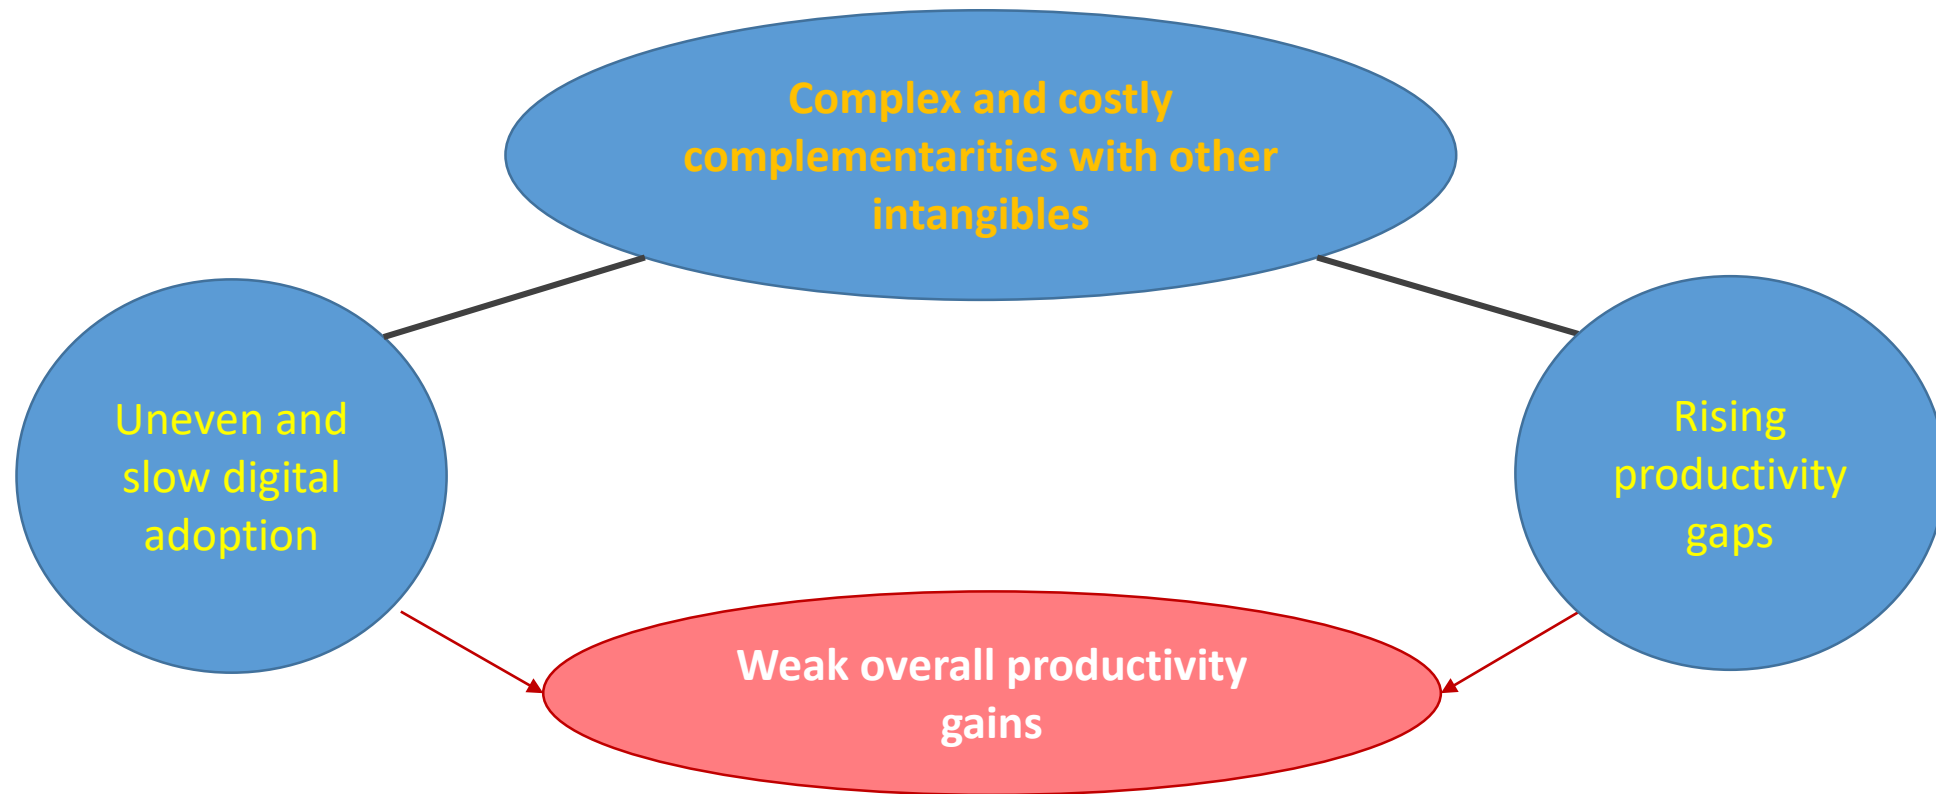 Complex and costly
complementarities with other
intangibles
Uneven and
slow digital
adoption
Rising
productivity
gaps
Weak overall productivity
gains